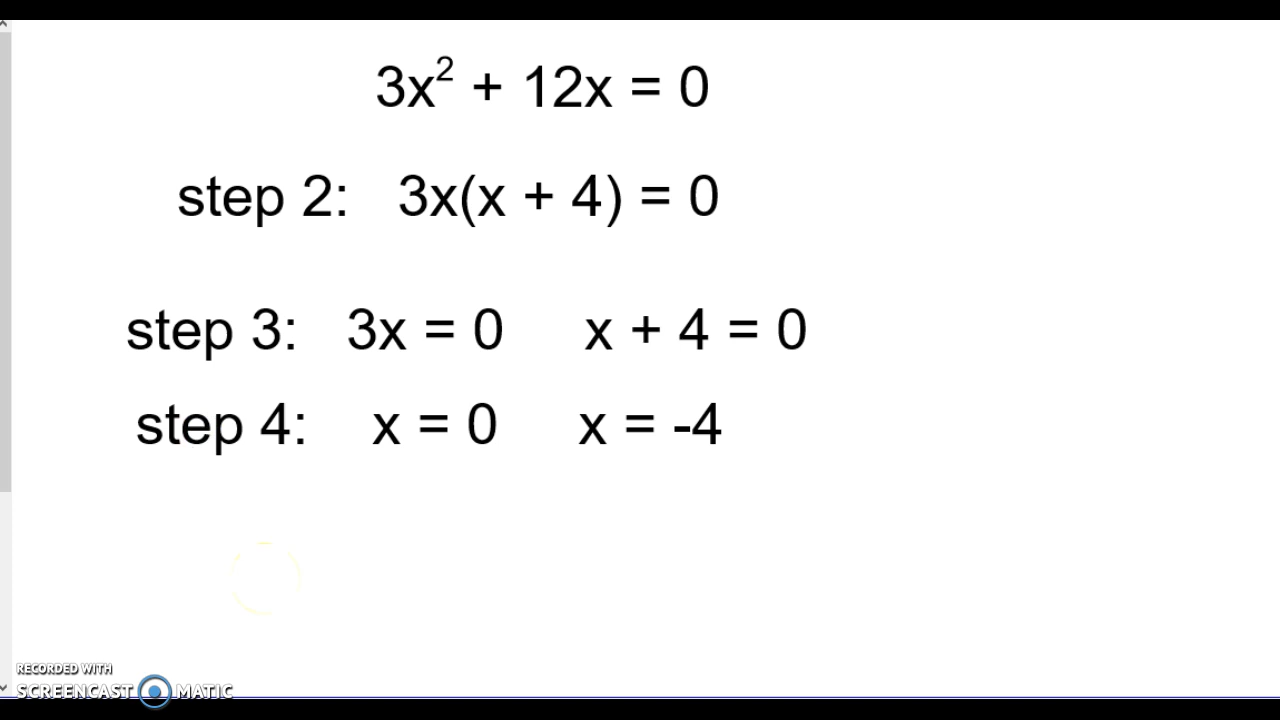 3x² + 12x = 0
step 2: 3x(x + 4) = 0
step 3: 3x = 0 x + 4 = 0
step 4: x = 0 x = -4
RECORDED WITH
SCREENCAST MATIC